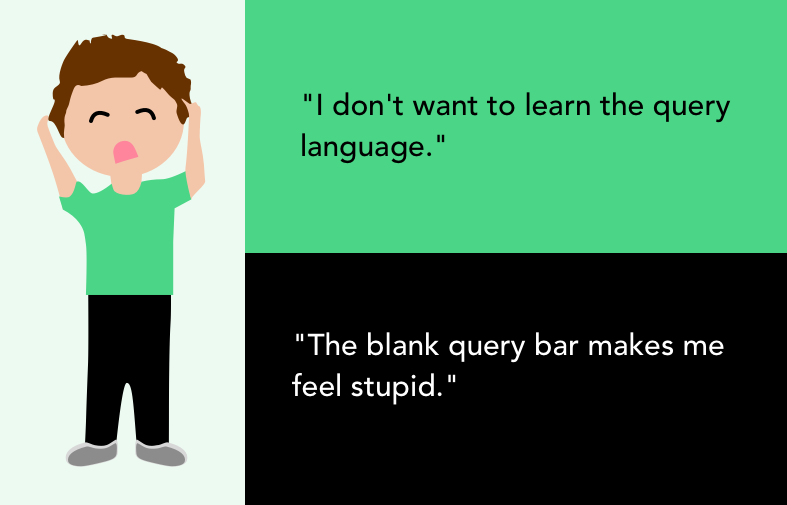 "I don't want to learn the query
language."
"The blank query bar makes me
feel stupid."